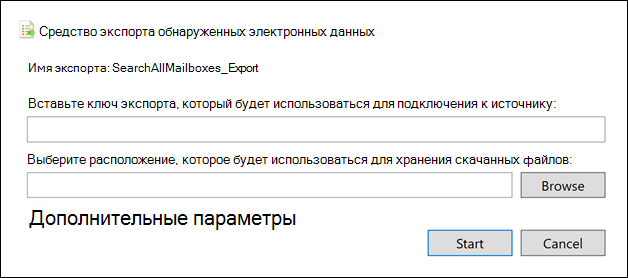 Средство экспорта обнаруженных электронных данных
Имя экспорта: SearchAllMailboxes_Export
Вставьте ключ экспорта, который будет использоваться для подключения к источнику:
Выберите расположение, которое будет использоваться для хранения скачанных файлов:
Browse
Дополнительные параметры
Start Cancel